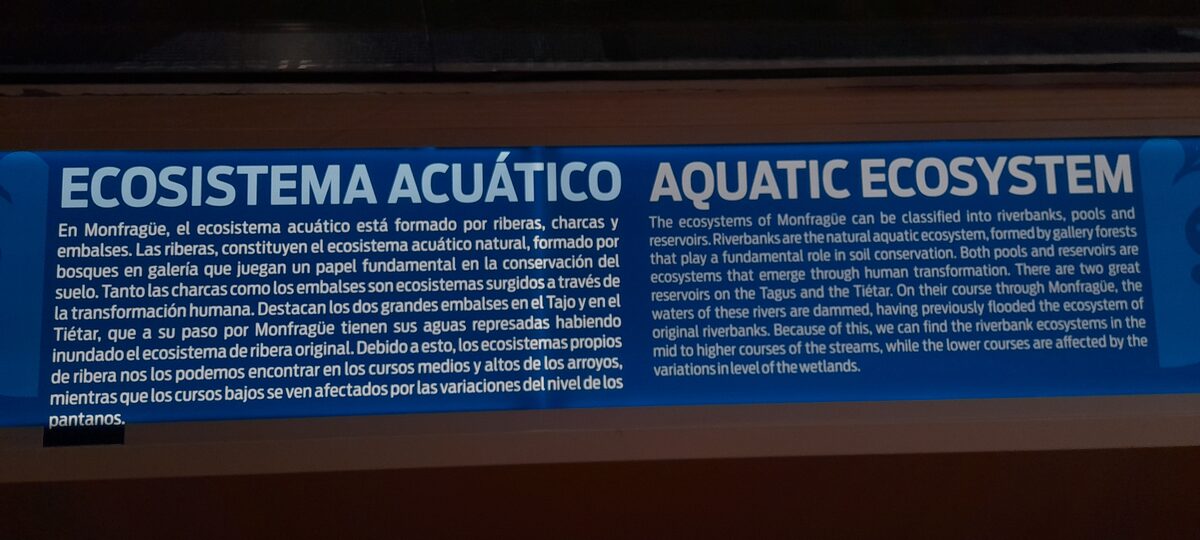 ECOSISTEMA ACUÁTICO
En Monfragüe, el ecosistema acuático está formado por riberas, charcas y
embalses. Las riberas, constituyen el ecosistema acuático natural, formado por
bosques en galería que juegan un papel fundamental en la conservación del
suelo. Tanto las charcas como los embalses son ecosistemas surgidos a través de
la transformación humana. Destacan los dos grandes embalses en el Tajo y en el
Tiétar, que a su paso por Monfragüe tienen sus aguas represadas habiendo
inundado el ecosistema de ribera original. Debido a esto, los ecosistemas propios
de ribera nos los podemos encontrar en los cursos medios y altos de los arroyos,
mientras que los cursos bajos se ven afectados por las variaciones del nivel de los
pantanos.
AQUATIC ECOSYSTEM
The ecosystems of Monfragüe can be classified into riverbanks, pools and
reservoirs. Riverbanks are the natural aquatic ecosystem, formed by gallery forests
that play a fundamental role in soil conservation. Both pools and reservoirs are
ecosystems that emerge through human transformation. There are two great
reservoirs on the Tagus and the Tiétar. On their course through Monfragüe, the
waters of these rivers are dammed, having previously flooded the ecosystem of
original riverbanks. Because of this, we can find the riverbank ecosystems in the
mid to higher courses of the streams, while the lower courses are affected by the
variations in level of the wetlands.